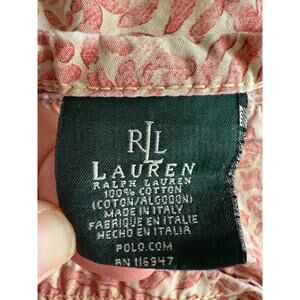 RLL
LAUREN
RALPH LAUREN
100% COTTON
(COTON/ALGODON)
MADE IN ITALY
FABRIQUE EN ITALIE
HECHO EN ITALIA
POLO.COM
RN 116947